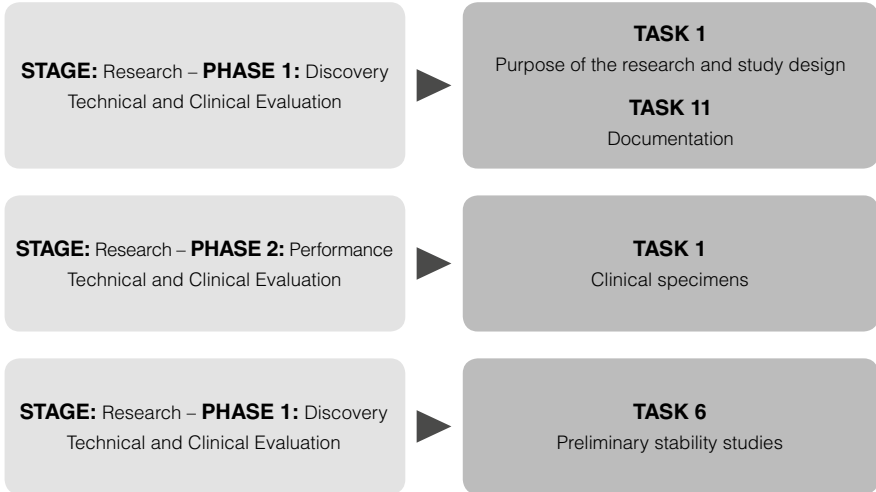 STAGE: Research – PHASE 1: Discovery
Technical and Clinical Evaluation
TASK 1
Purpose of the research and study design
TASK 11
Documentation
STAGE: Research – PHASE 2: Performance
Technical and Clinical Evaluation
TASK 1
Clinical specimens
STAGE: Research – PHASE 1: Discovery
Technical and Clinical Evaluation
TASK 6
Preliminary stability studies